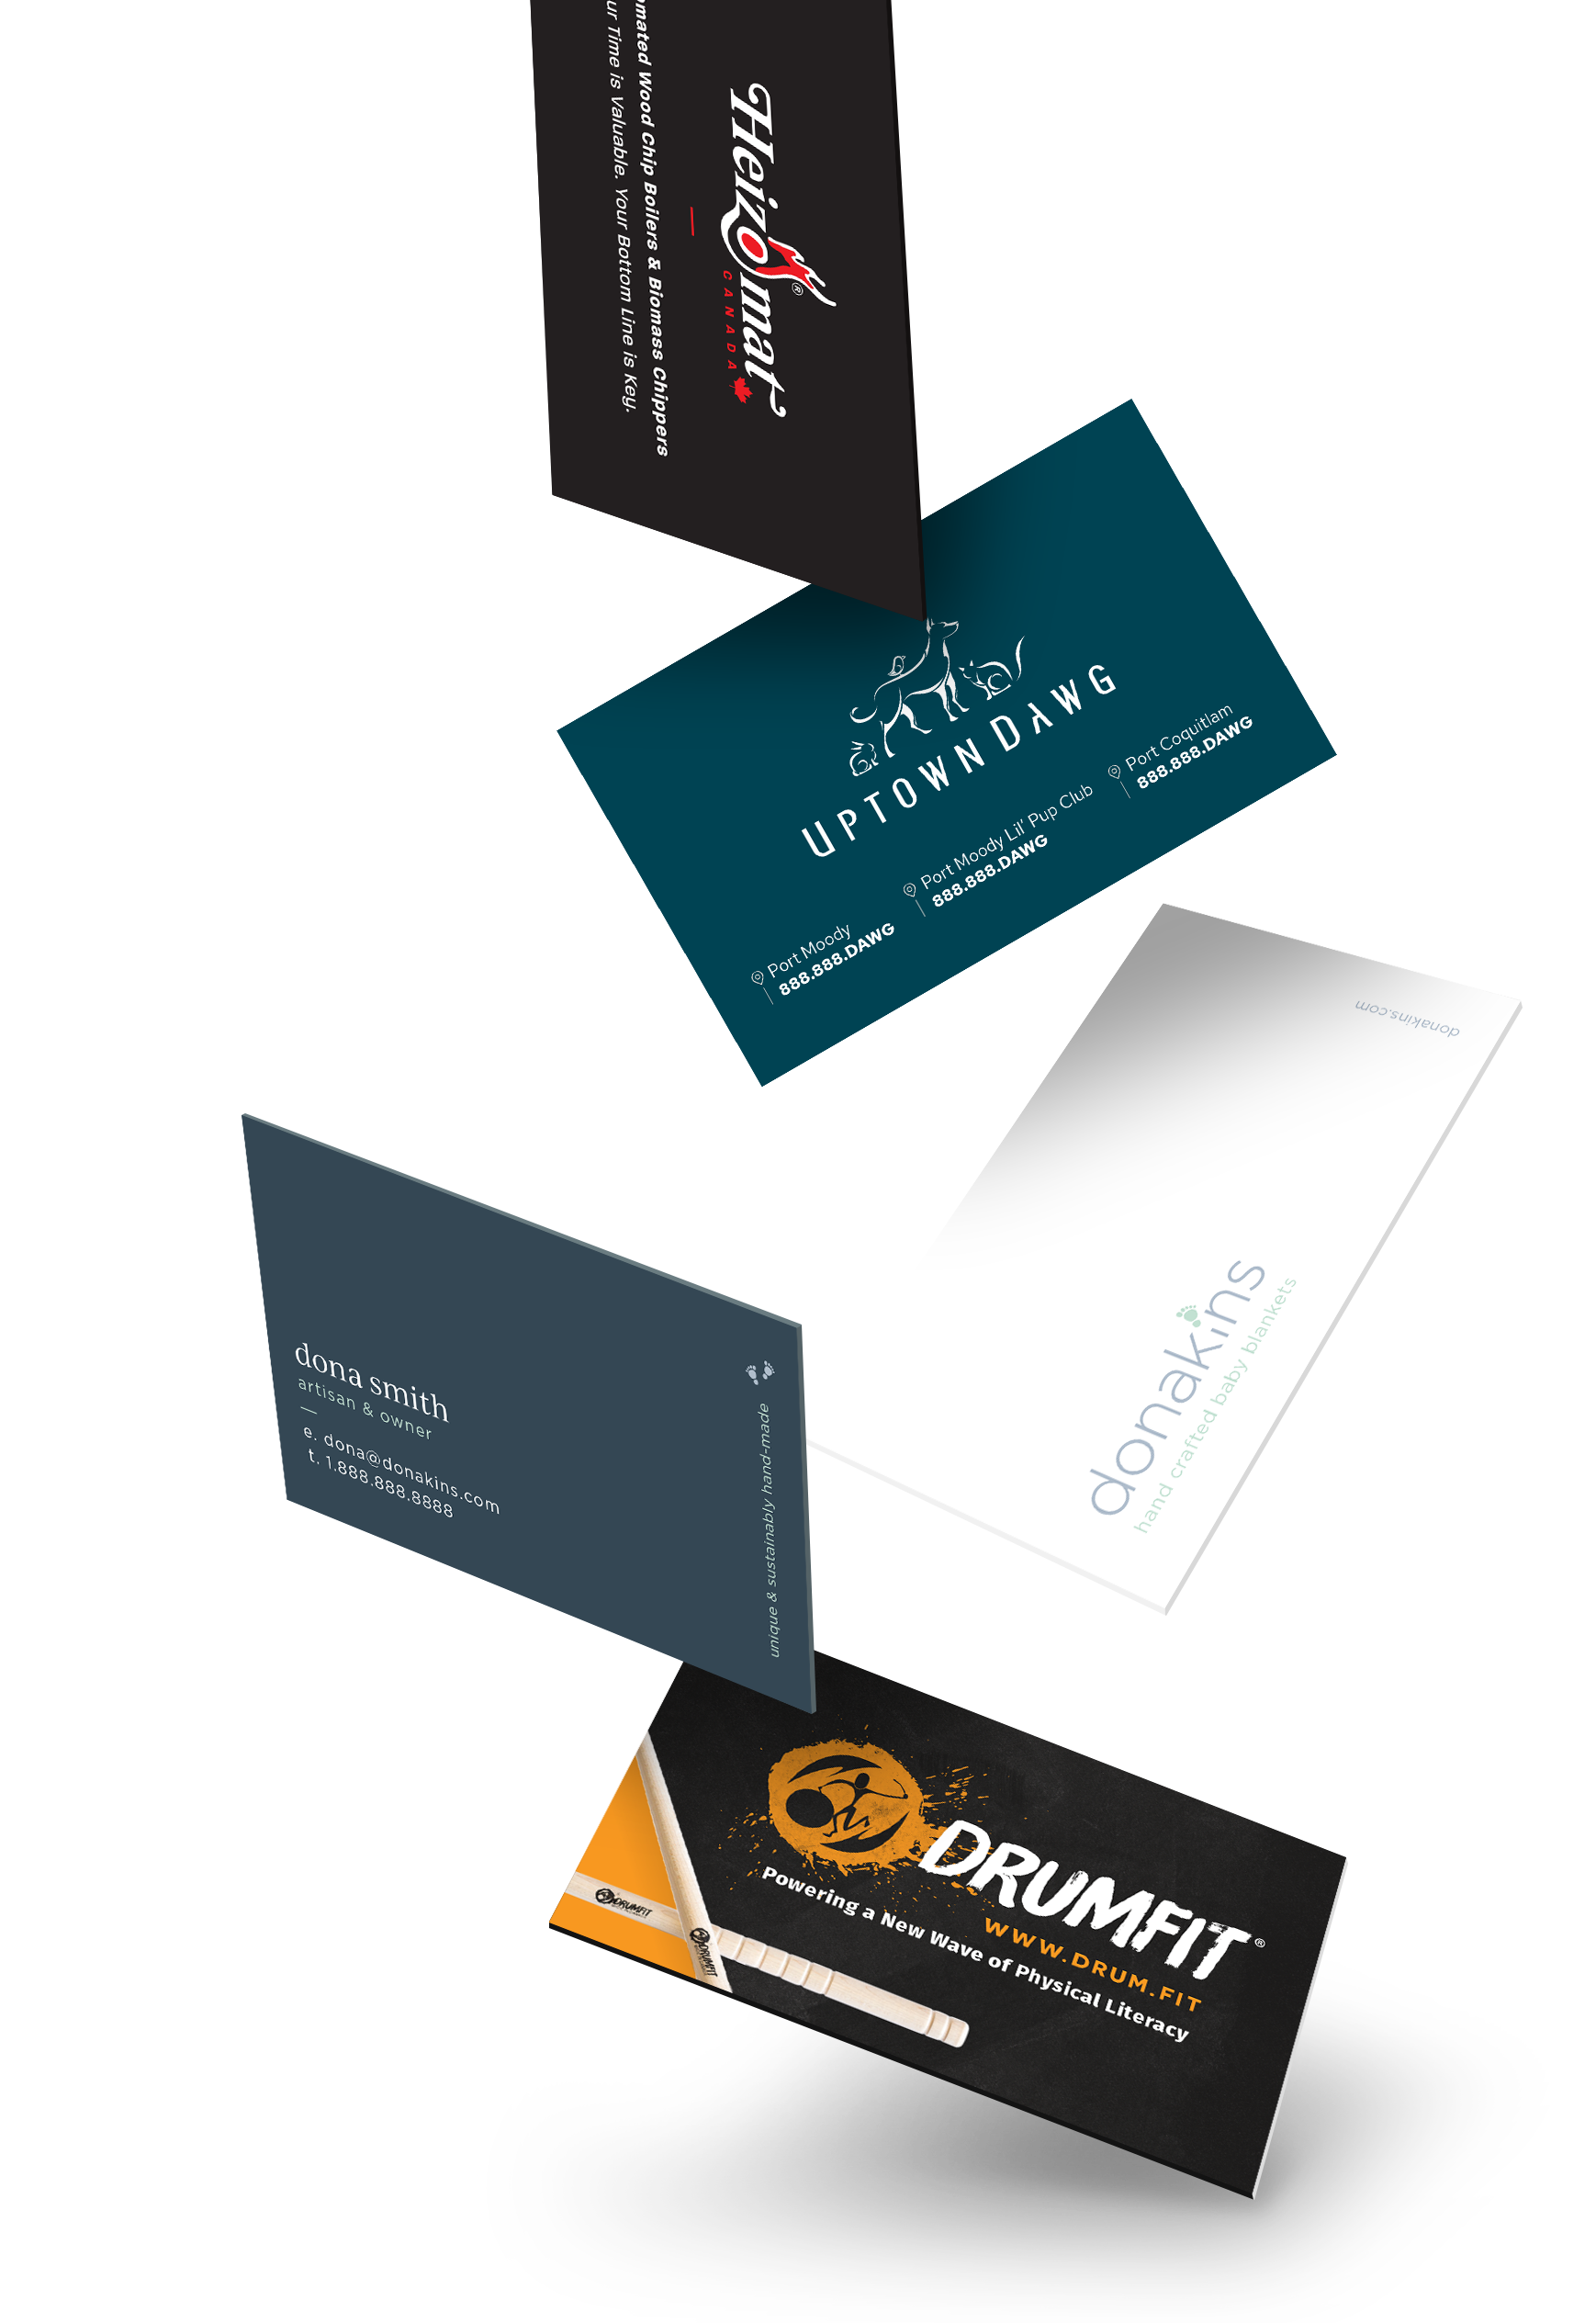 Heizomat®
CANADA
Wood Chip Boilers & Biomass Chippers
Time is Valuable. Your Bottom Line is Key.
UPTOWN DAWG
Port Moody
888.888.DAWG
Port Moody Lil' Pup Club
888.888.DAWG
Port Coquitlam
888.888.DAWG
donakins.com
donakins
hand crafted baby blankets
dona smith
artisan & owner
—
e. dona@donakins.com
t. 1.888.888.8888
unique & sustainably hand-made
DRUMFIT®
WWW.DRUM.FIT
Powering a New Wave of Physical Literacy
DRUMFIT
DRUMFIT